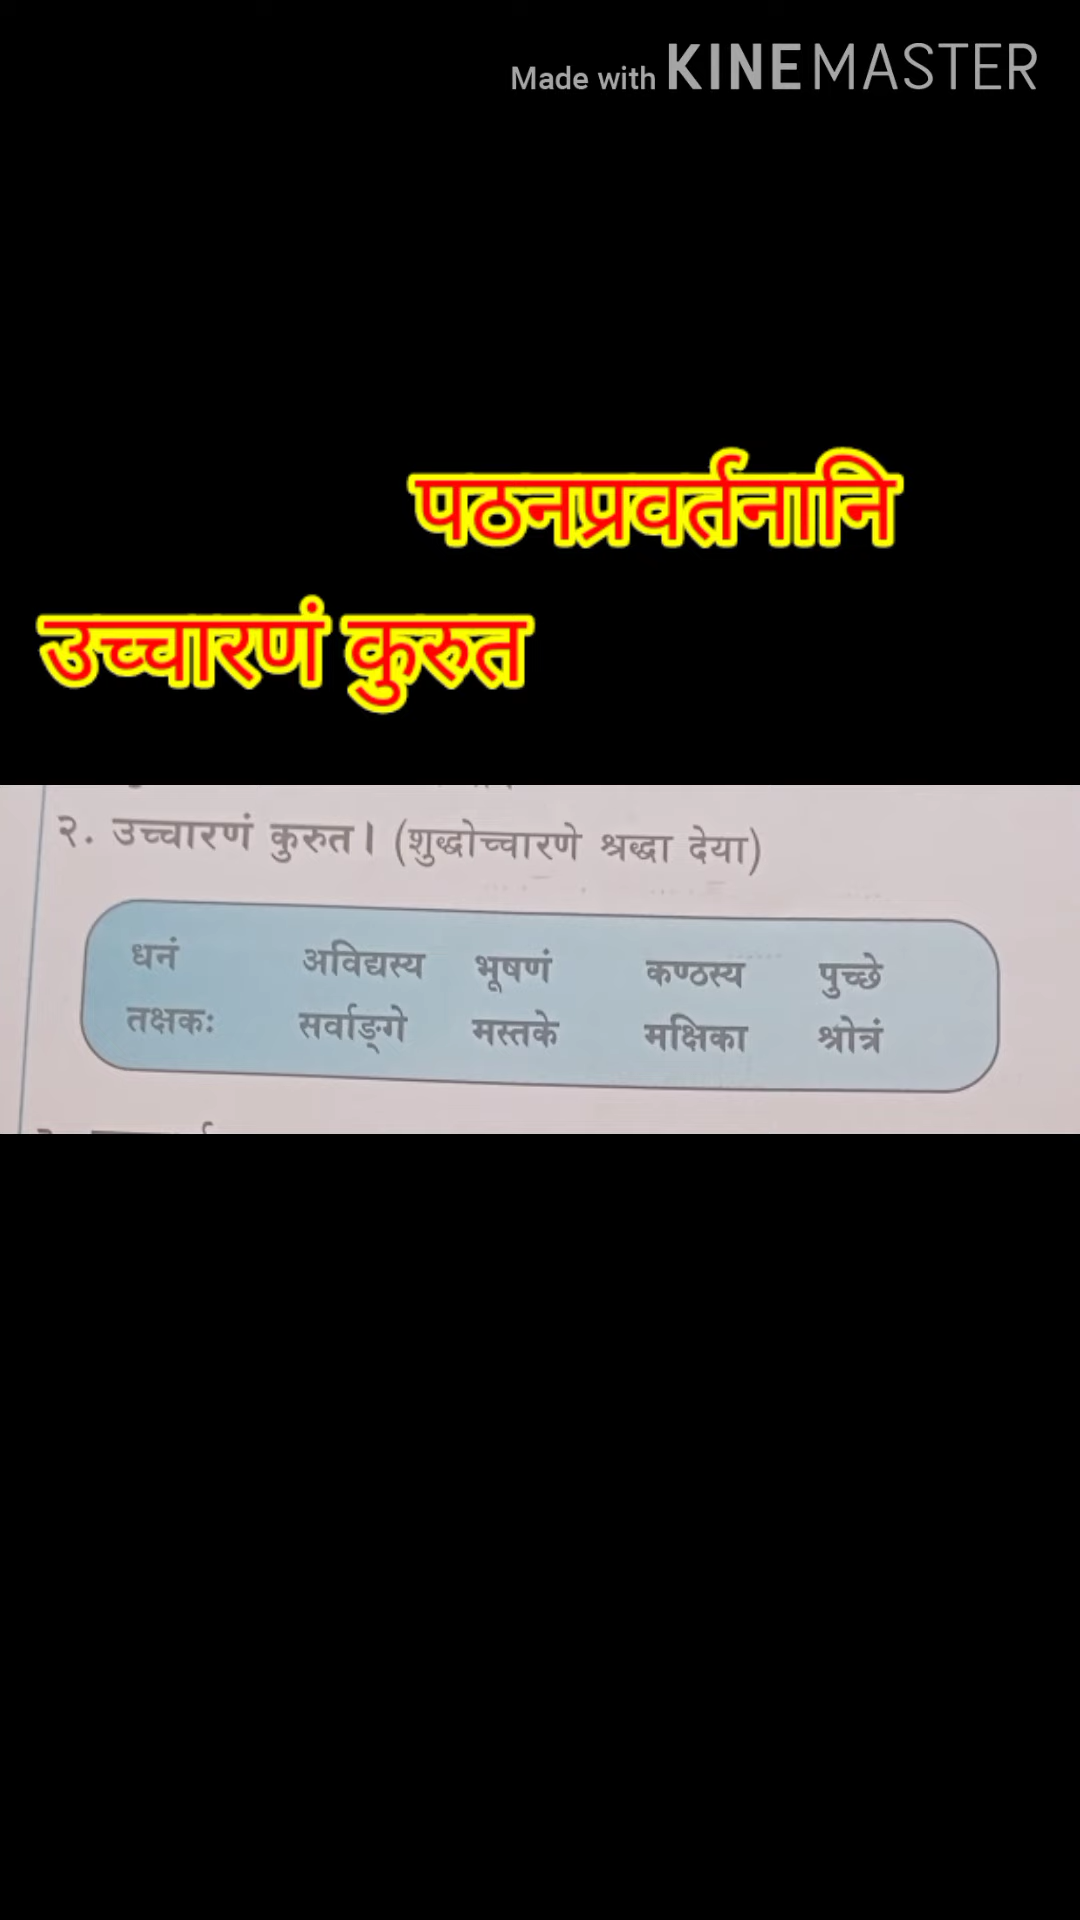 Made with KINEMASTER
पठनप्रवर्तनानि
उच्चारणं कुरुत
२. उच्चारणं कुरुत। (शुद्धोच्चारणे श्रद्धा देया)
धनं अविद्यस्य भूषणं कण्ठस्य पुच्छे
तक्षकः सर्वाङ्गे मस्तके मक्षिका श्रोत्रं